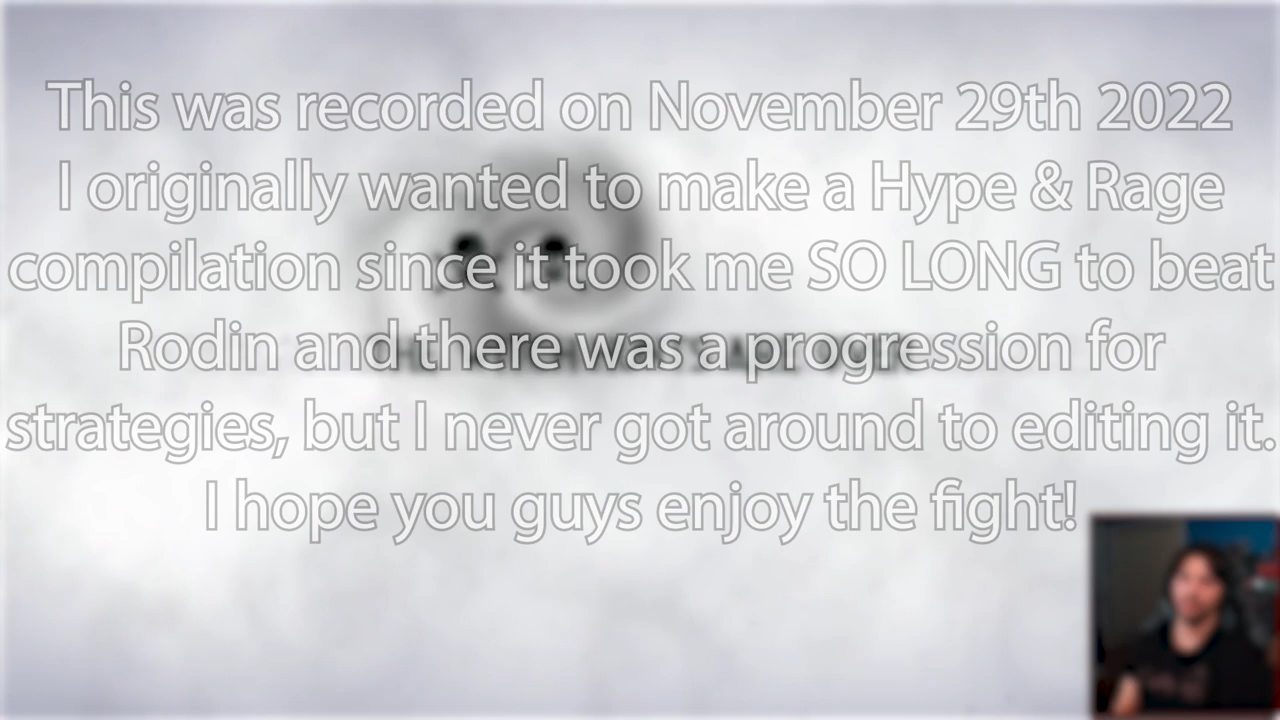 This was recorded on November 29th 2022
I originally wanted to make a Hype & Rage
compilation since it took me SO LONG to beat
Rodin and there was a progression for
strategies, but I never got around to editing it.
I hope you guys enjoy the fight!